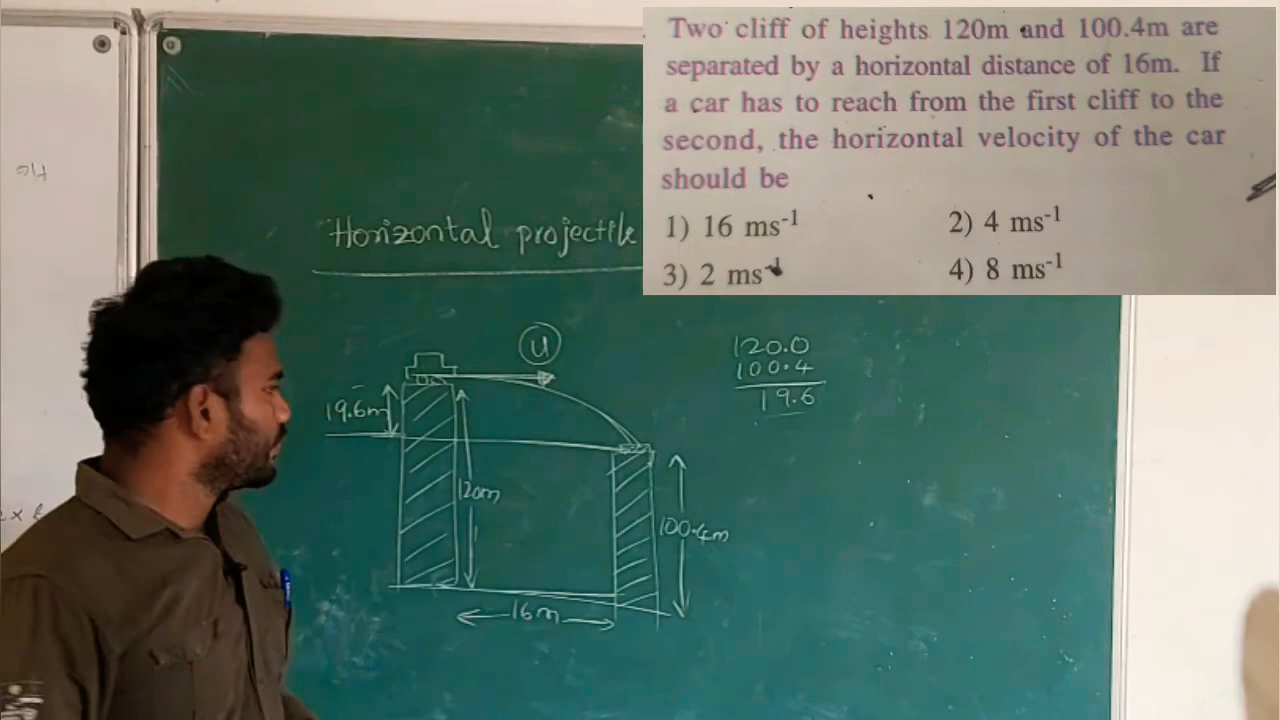 Two cliff of heights 120m and 100.4m are
separated by a horizontal distance of 16m. If
a car has to reach from the first cliff to the
second, the horizontal velocity of the car
should be
1) 16 ms⁻¹
2) 4 ms⁻¹
3) 2 ms⁻¹
4) 8 ms⁻¹
Horizontal projectile
u
120.0
100.4
19.6
19.6m
120m
100.4m
16m